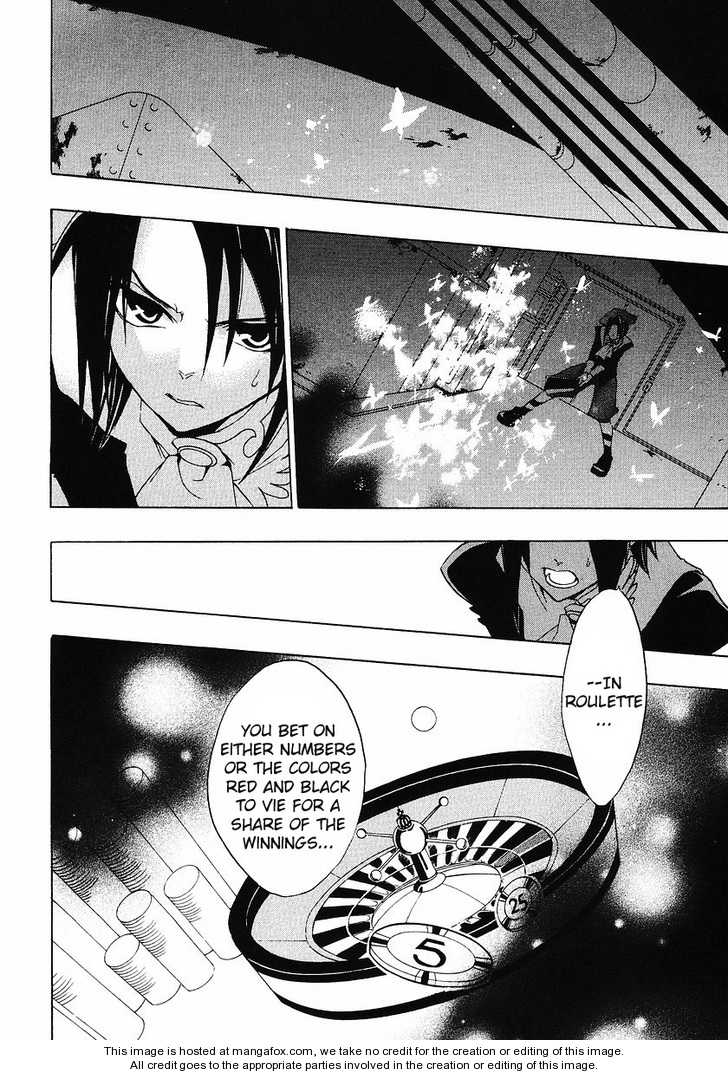 --IN
ROULETTE
...
YOU BET ON
EITHER NUMBERS
OR THE COLORS
RED AND BLACK
TO VIE FOR A
SHARE OF THE
WINNINGS...
25
5
This image is hosted at mangafox.com, we take no credit for the creation or editing of this image.
All credit goes to the appropriate parties involved in the creation or editing of this image.